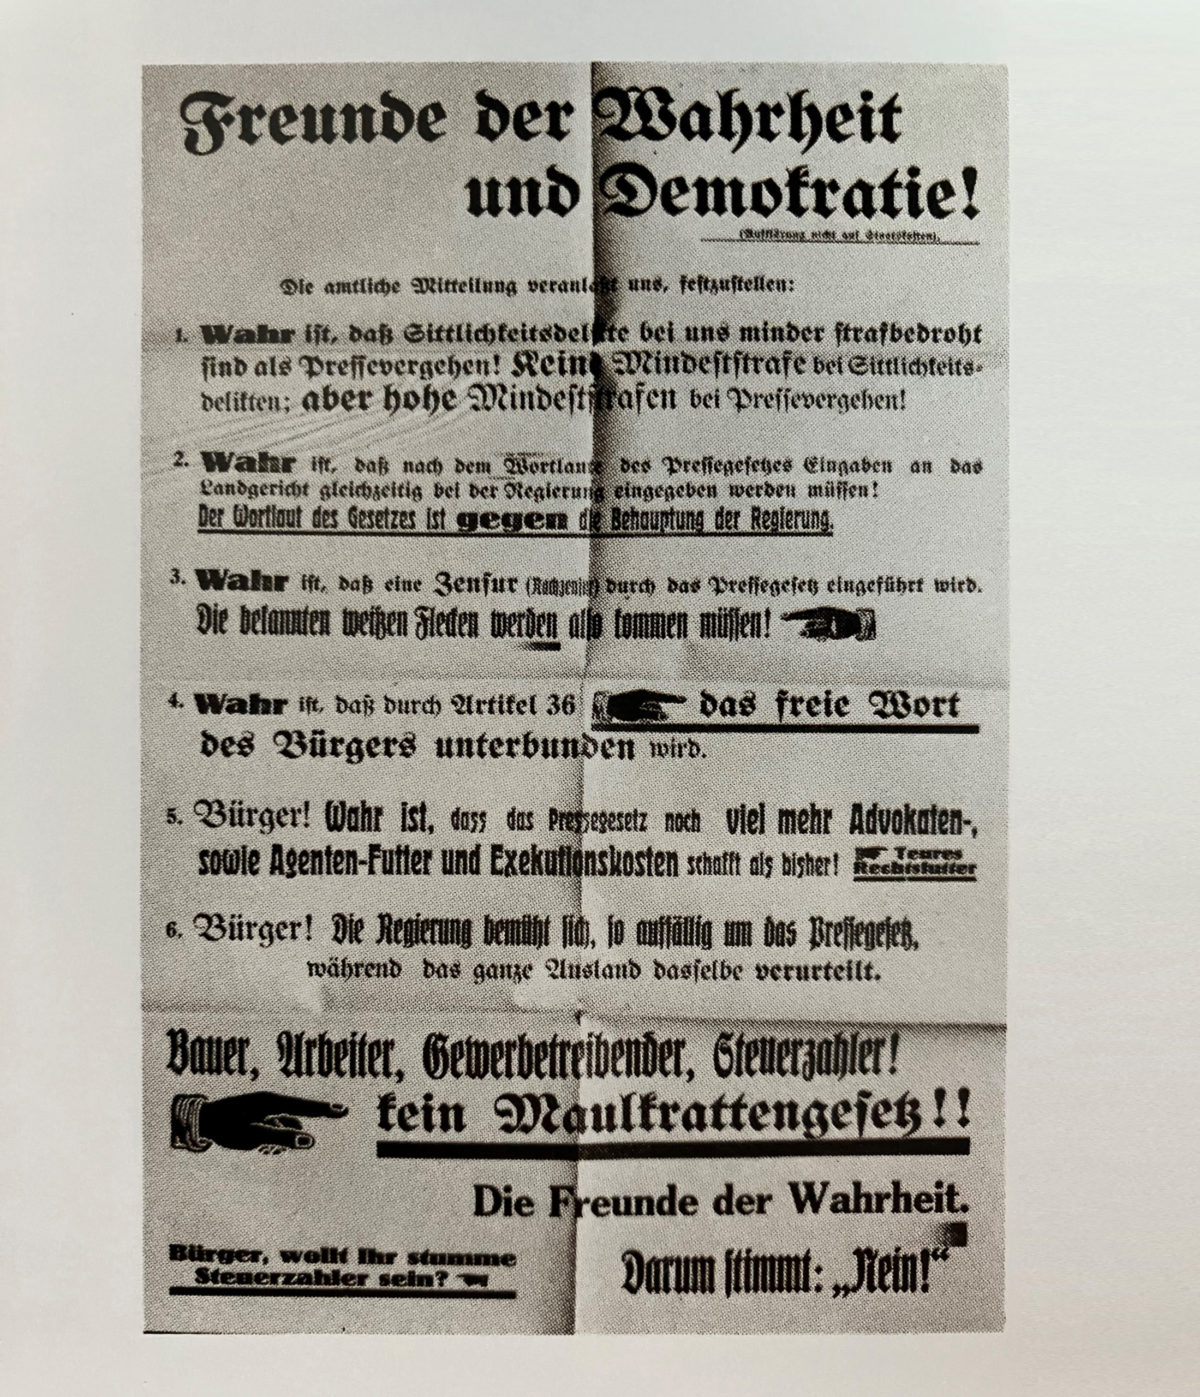 Freunde der Wahrheit
und Demokratie!
(Aufklärung nicht auf Staatskosten).
Die amtliche Mitteilung veranlaßt uns, festzustellen:
1. Wahr ist, daß Sittlichkeitsdelikte bei uns minder strafbedroht
sind als Pressevergehen! Keine Mindeststrafe bei Sittlichkeits-
delikten; aber hohe Mindeststrafen bei Pressevergehen!
2. Wahr ist, daß nach dem Wortlaut des Pressegesetzes Eingaben an das
Landgericht gleichzeitig bei der Regierung eingegeben werden müssen!
Der Wortlaut des Gesetzes ist gegen die Behauptung der Regierung.
3. Wahr ist, daß eine Zensur (Nachzensur) durch das Pressegesetz eingeführt wird.
Die bekannten weißen Flecken werden also kommen müssen!
4. Wahr ist, daß durch Artikel 36 das freie Wort
des Bürgers unterbunden wird.
5. Bürger! Wahr ist, dass das Pressegesetz noch viel mehr Advokaten-,
sowie Agenten-Futter und Exekutionskosten schafft als bisher! Teures
Rechtsfutter
6. Bürger! Die Regierung bemüht sich, so auffällig um das Pressegesetz,
während das ganze Ausland dasselbe verurteilt.
Bauer, Arbeiter, Gewerbetreibender, Steuerzahler!
kein Maulkrattengesetz!!
Die Freunde der Wahrheit.
Bürger, wollt Ihr stumme
Steuerzahler sein?
Darum stimmt: „Nein!“